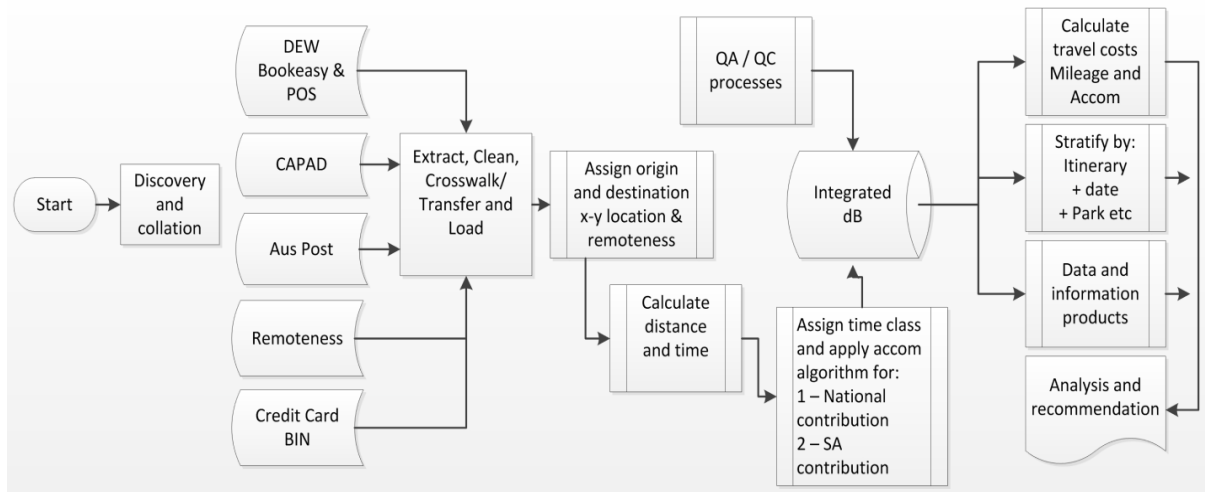 Start
Discovery
and
collation
DEW
Bookeasy &
POS
CAPAD
Aus Post
Remoteness
Credit Card
BIN
Extract, Clean,
Crosswalk/
Transfer and
Load
Assign origin
and destination
x-y location &
remoteness
Calculate
distance
and time
Assign time class
and apply accom
algorithm for:
1 – National
contribution
2 – SA
contribution
QA / QC
processes
Integrated
dB
Calculate
travel costs
Mileage and
Accom
Stratify by:
Itinerary
+ date
+ Park etc
Data and
information
products
Analysis and
recommendation